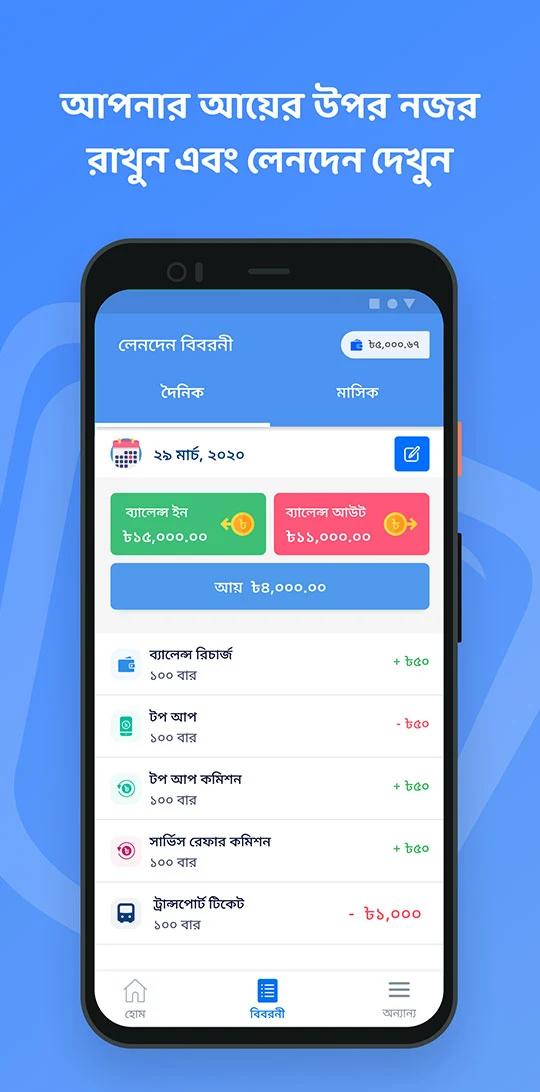 আপনার আয়ের উপর নজর
রাখুন এবং লেনদেন দেখুন
লেনদেন বিবরনী
৳৫,০০০.৬৭
দৈনিক
মাসিক
২৯ মার্চ, ২০২০
ব্যালেন্স ইন
৳১৫,০০০.০০
ব্যালেন্স আউট
৳১১,০০০.০০
আয় ৳৪,০০০.০০
ব্যালেন্স রিচার্জ
১০০ বার
+ ৳৫০
টপ আপ
১০০ বার
- ৳৫০
টপ আপ কমিশন
১০০ বার
+ ৳৫০
সার্ভিস রেফার কমিশন
১০০ বার
+ ৳৫০
ট্রান্সপোর্ট টিকেট
১০০ বার
- ৳১,০০০
হোম
বিবরনী
অন্যান্য